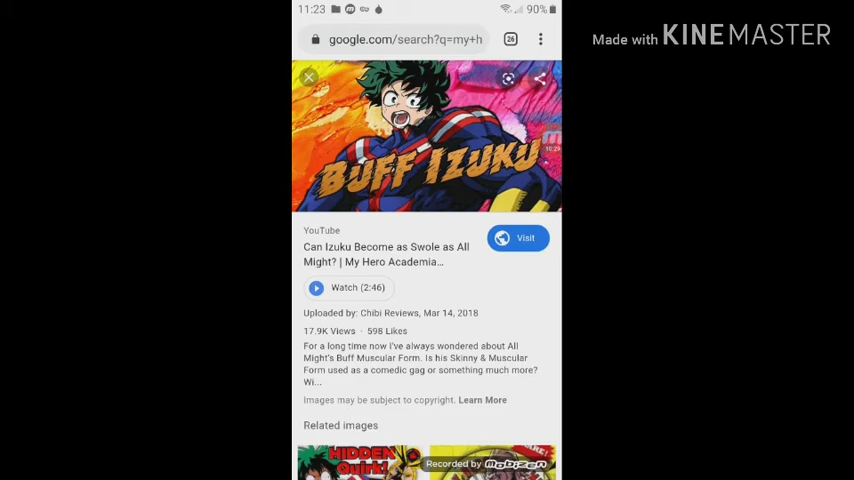 11:23
90%
Made with KINEMASTER
google.com/search?q=my+h
26
BUFF IZUKU
10:29
YouTube
Can Izuku Become as Swole as All
Might? | My Hero Academia...
Visit
Watch (2:46)
Uploaded by: Chibi Reviews, Mar 14, 2018
17.9K Views · 598 Likes
For a long time now I've always wondered about All
Might's Buff Muscular Form. Is his Skinny & Muscular
Form used as a comedic gag or something much more?
Wi...
Images may be subject to copyright. Learn More
Related images
HIDDEN
Quirk!
Recorded by mobizen